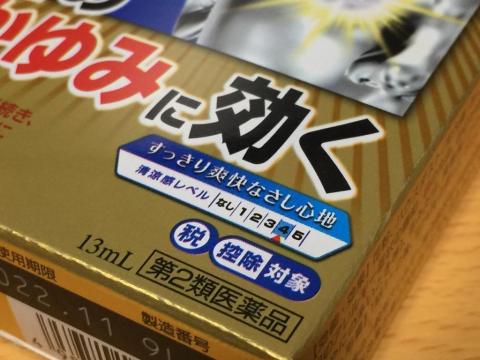 かゆみに効く
続き、
すっきり爽快なさし心地
清涼感レベル なし 1 2 3 4 5
税 控除 対象
13mL 第2類医薬品
使用期限
2022.11
製造番号